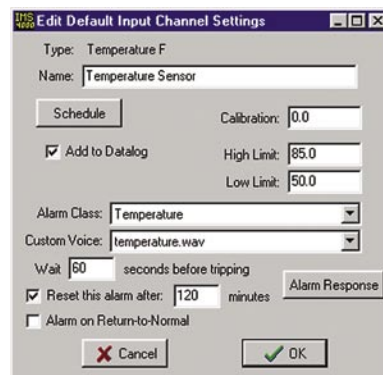 IMS 4000 Edit Default Input Channel Settings
Type: Temperature F
Name: Temperature Sensor
Schedule
Calibration: 0.0
Add to Datalog
High Limit: 85.0
Low Limit: 50.0
Alarm Class: Temperature
Custom Voice: temperature.wav
Wait 60 seconds before tripping
Alarm Response
Reset this alarm after: 120 minutes
Alarm on Return-to-Normal
Cancel OK